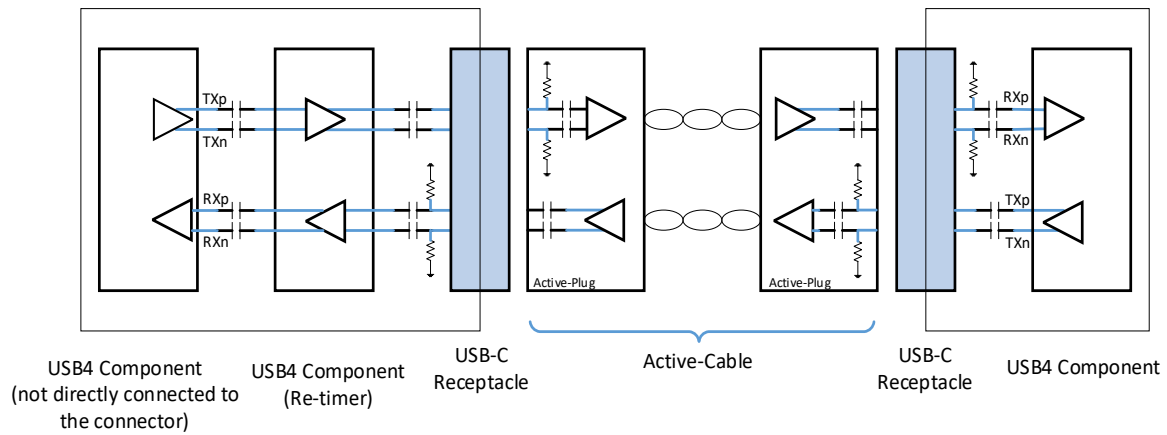 TXp
TXn
RXp
RXn
RXp
RXn
TXp
TXn
Active-Plug
Active-Plug
USB4 Component
(not directly connected to
the connector)
USB4 Component
(Re-timer)
USB-C
Receptacle
Active-Cable
USB-C
Receptacle
USB4 Component